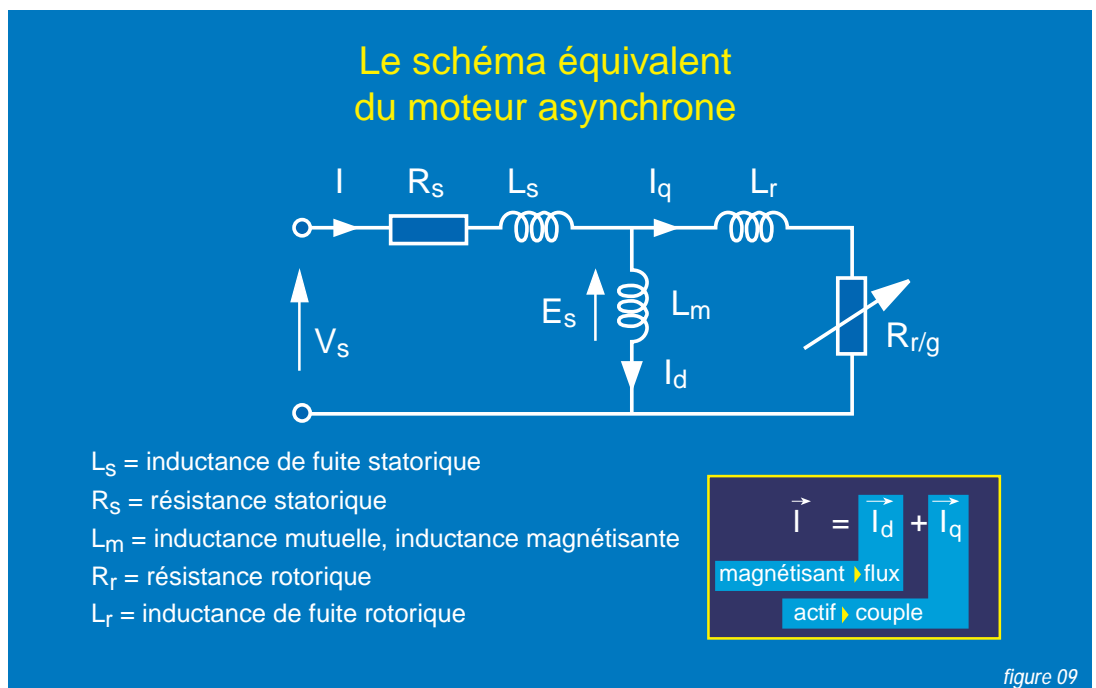 Le schéma équivalent
du moteur asynchrone
I Rs Ls Iq Lr
Es Lm
Vs Rr/g
Id
Ls = inductance de fuite statorique
Rs = résistance statorique
Lm = inductance mutuelle, inductance magnétisante
Rr = résistance rotorique
Lr = inductance de fuite rotorique
I = Id + Iq
magnétisant flux
actif couple
figure 09